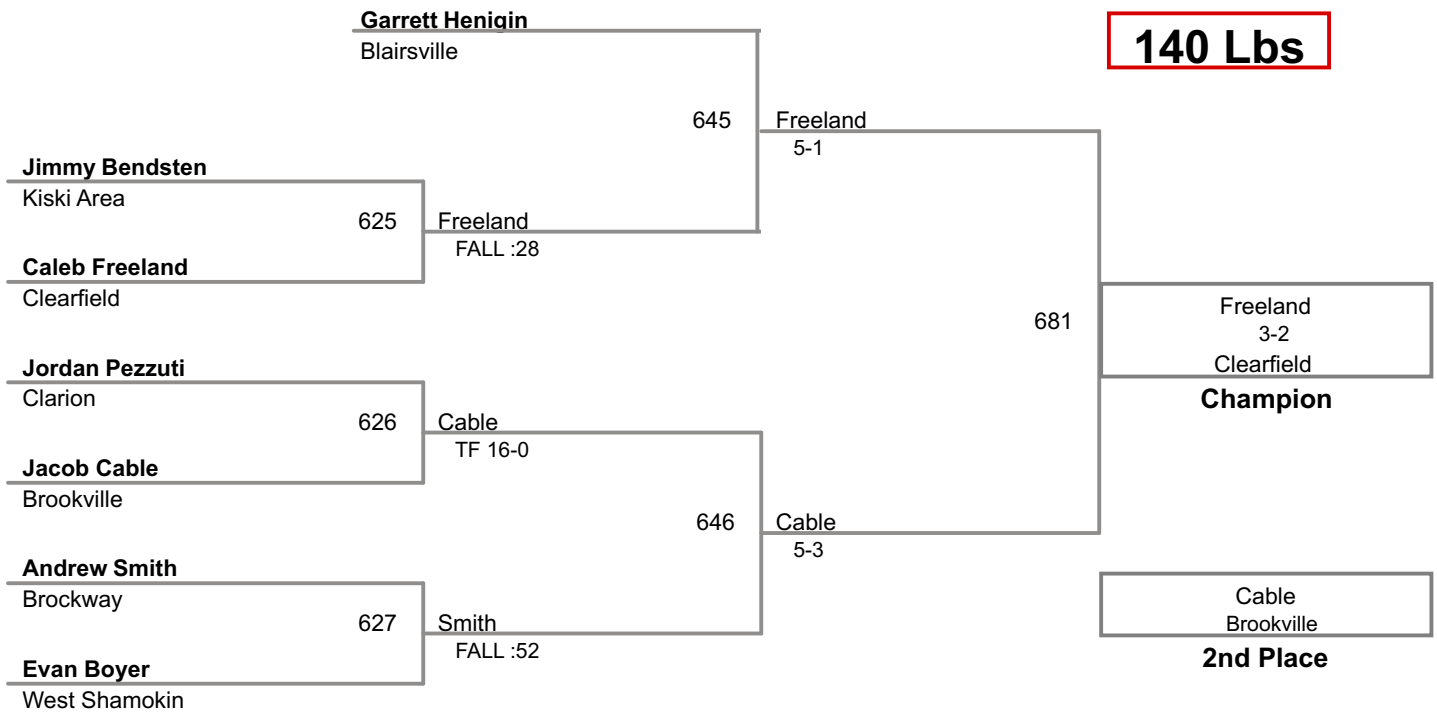 Garrett Henigin
Blairsville
140 Lbs
645
Freeland
5-1
Jimmy Bendsten
Kiski Area
625
Freeland
FALL :28
Caleb Freeland
Clearfield
681
Freeland
3-2
Clearfield
Champion
Jordan Pezzuti
Clarion
626
Cable
TF 16-0
Jacob Cable
Brookville
646
Cable
5-3
Andrew Smith
Brockway
627
Smith
FALL :52
Evan Boyer
West Shamokin
Cable
Brookville
2nd Place